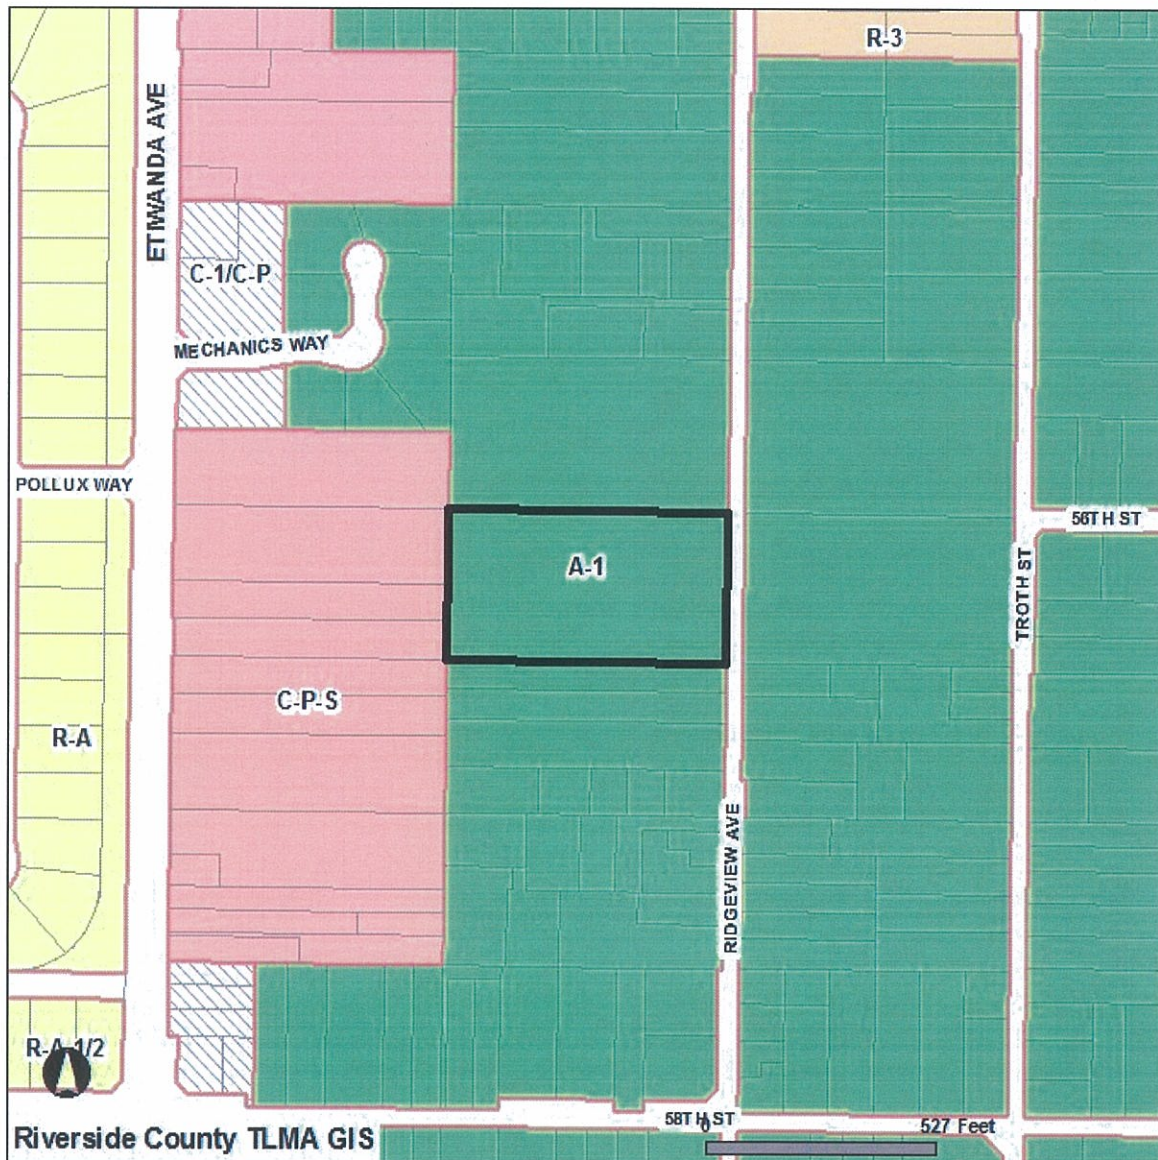 R-3
ETIWANDA AVE
C-1/C-P
MECHANICS WAY
POLLUX WAY
56TH ST
A-1
TROTH ST
C-P-S
R-A
RIDGEVIEW AVE
R-A-1/2
58TH ST
0
527 Feet
Riverside County TLMA GIS